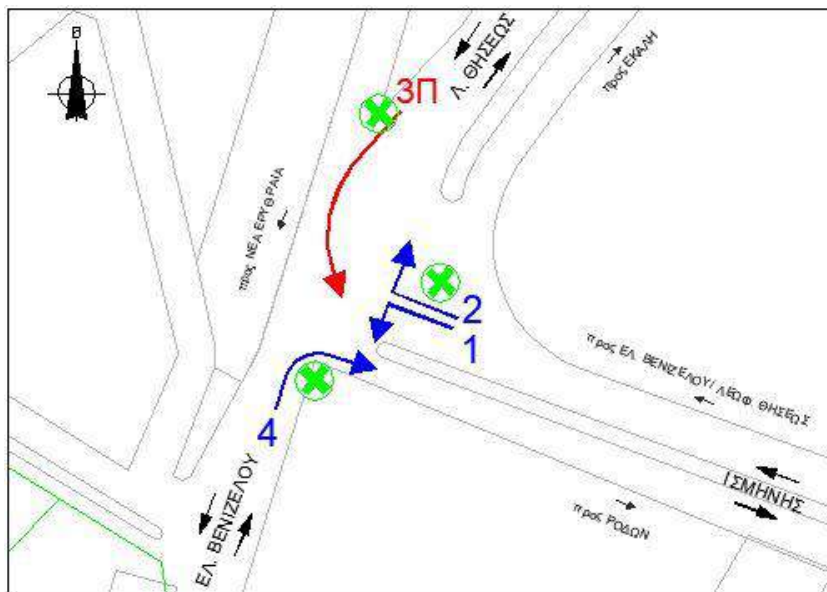 Β
3Π
Λ. ΘΗΣΕΩΣ
προς ΕΚΑΛΗ
προς ΝΕΑ ΕΡΥΘΡΑΙΑ
2
1
4
προς ΕΛ. ΒΕΝΙΖΕΛΟΥ/ ΛΕΩΦ ΘΗΣΕΩΣ
ΙΣΜΗΝΗΣ
προς ΡΟΔΩΝ
ΕΛ. ΒΕΝΙΖΕΛΟΥ